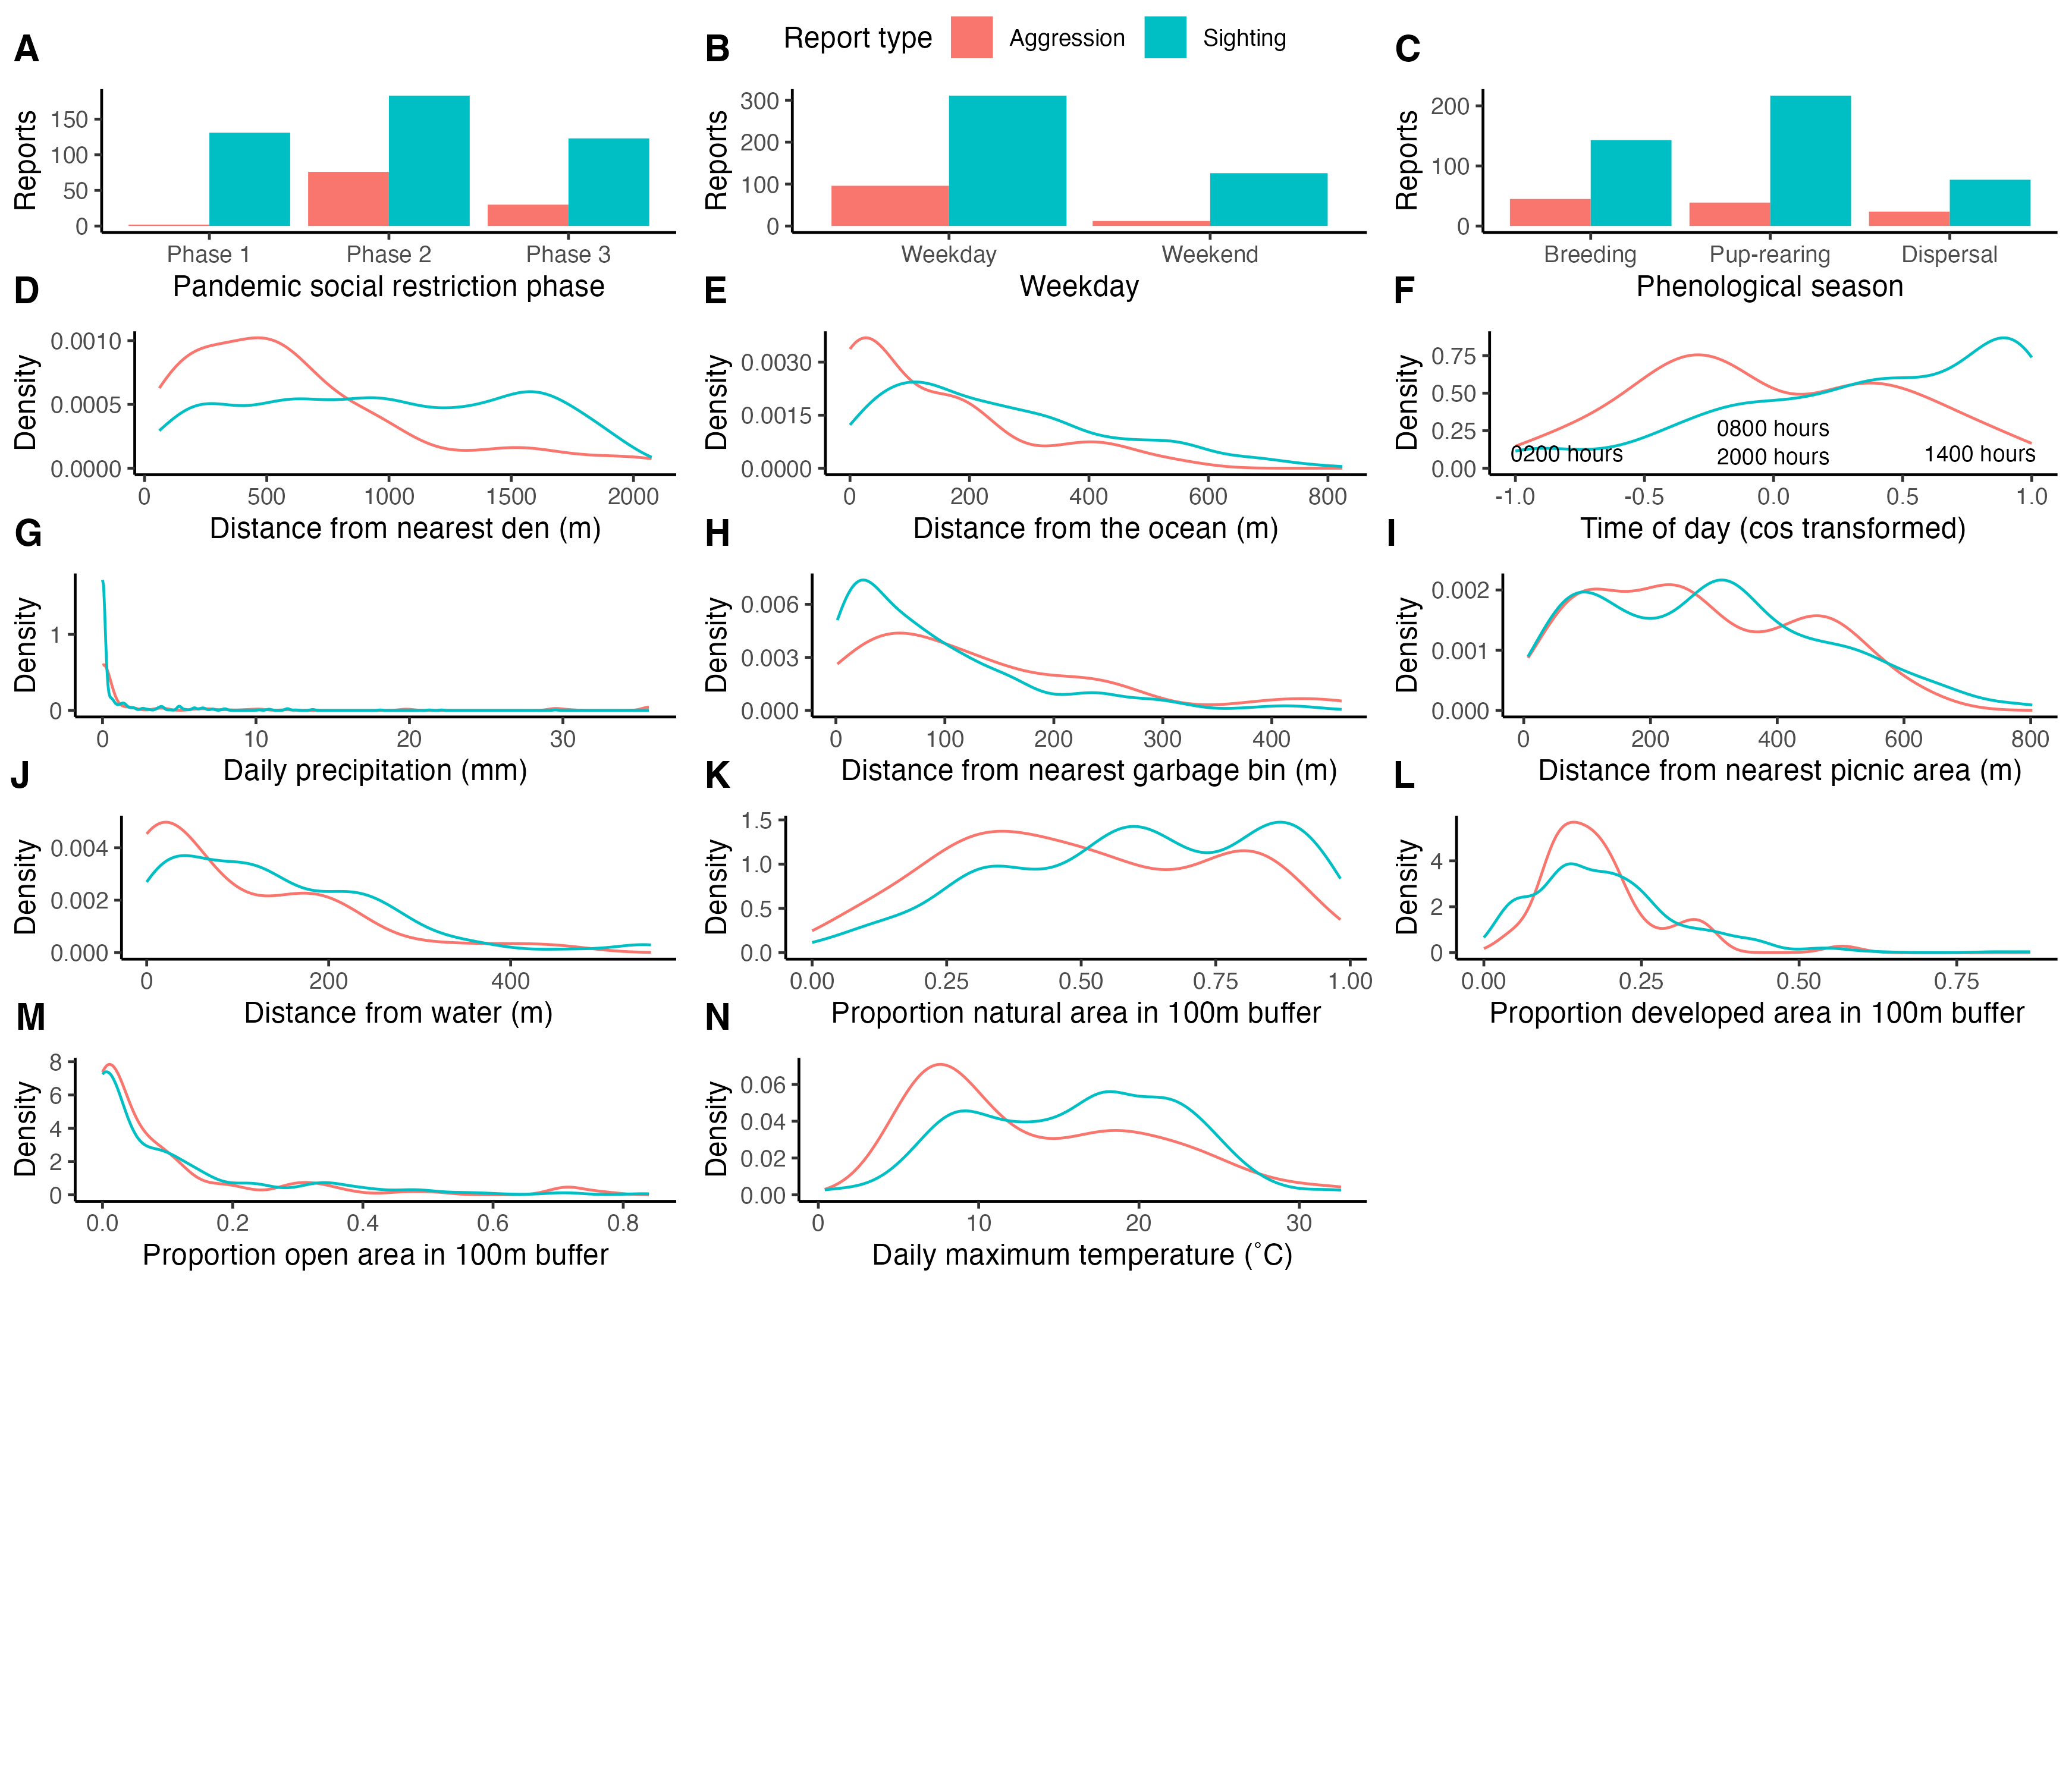 Report type Aggression Sighting
A
Reports
150
100
50
0
Phase 1 Phase 2 Phase 3
Pandemic social restriction phase
B
Reports
300
200
100
0
Weekday Weekend
Weekday
C
Reports
200
100
0
Breeding Pup-rearing Dispersal
Phenological season
D
Density
0.0010
0.0005
0.0000
0 500 1000 1500 2000
Distance from nearest den (m)
E
Density
0.0030
0.0015
0.0000
0 200 400 600 800
Distance from the ocean (m)
F
Density
0.75
0.50
0.25
0.00
0200 hours
0800 hours
2000 hours
1400 hours
-1.0 -0.5 0.0 0.5 1.0
Time of day (cos transformed)
G
Density
1
0
0 10 20 30
Daily precipitation (mm)
H
Density
0.006
0.003
0.000
0 100 200 300 400
Distance from nearest garbage bin (m)
I
Density
0.002
0.001
0.000
0 200 400 600 800
Distance from nearest picnic area (m)
J
Density
0.004
0.002
0.000
0 200 400
Distance from water (m)
K
Density
1.5
1.0
0.5
0.0
0.00 0.25 0.50 0.75 1.00
Proportion natural area in 100m buffer
L
Density
4
2
0
0.00 0.25 0.50 0.75
Proportion developed area in 100m buffer
M
Density
8
6
4
2
0
0.0 0.2 0.4 0.6 0.8
Proportion open area in 100m buffer
N
Density
0.06
0.04
0.02
0.00
0 10 20 30
Daily maximum temperature (˚C)